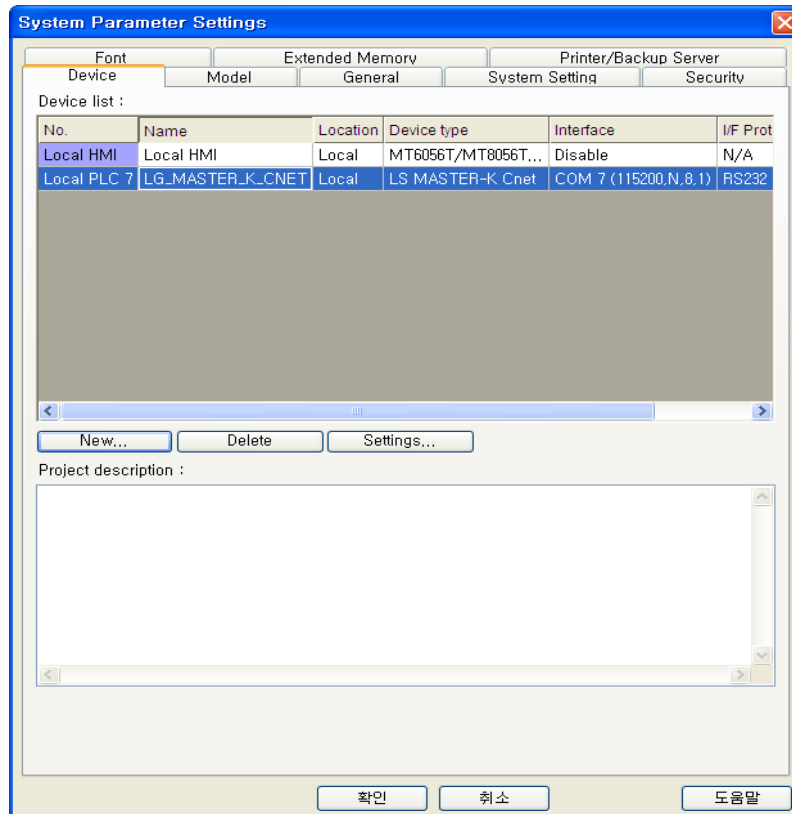 System Parameter Settings
Font Extended Memory Printer/Backup Server
Device Model General System Setting Security
Device list :
No. Name Location Device type Interface I/F Prot
Local HMI Local HMI Local MT6056T/MT8056T... Disable N/A
Local PLC 7 LG_MASTER_K_CNET Local LS MASTER-K Cnet COM 7 (115200,N,8,1) RS232
New... Delete Settings...
Project description :
확인 취소 도움말